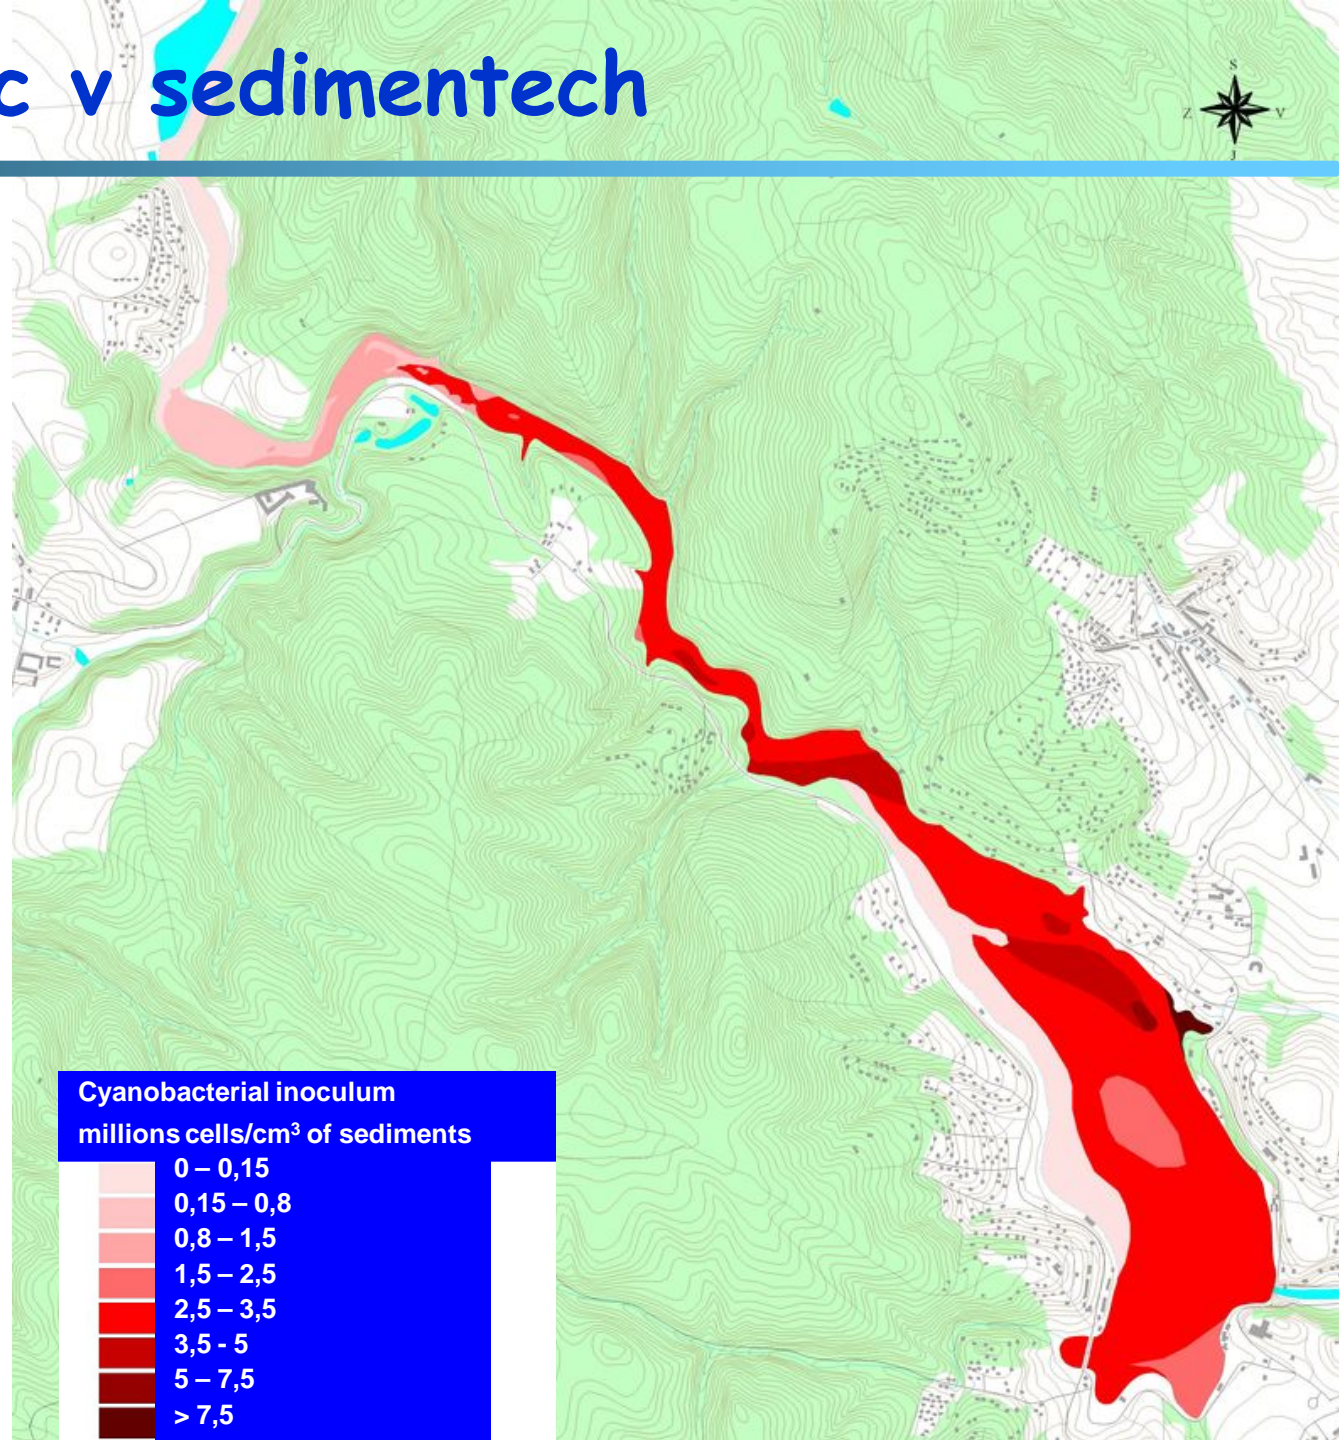 c v sedimentech
S
Z V
J
Cyanobacterial inoculum
millions cells/cm³ of sediments
0 – 0,15
0,15 – 0,8
0,8 – 1,5
1,5 – 2,5
2,5 – 3,5
3,5 - 5
5 – 7,5
> 7,5